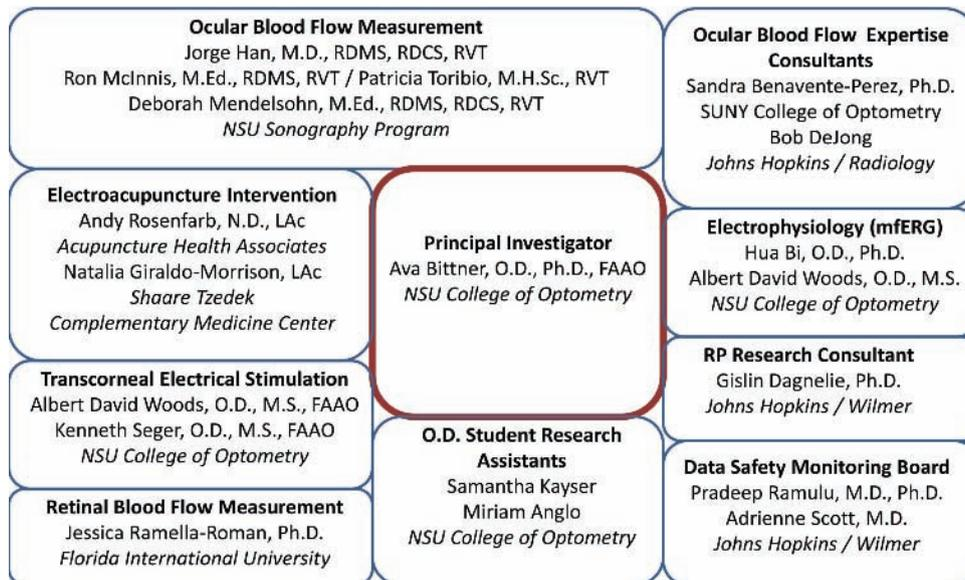 Ocular Blood Flow Measurement
Jorge Han, M.D., RDMS, RDCS, RVT
Ron McInnis, M.Ed., RDMS, RVT / Patricia Toribio, M.H.Sc., RVT
Deborah Mendelsohn, M.Ed., RDMS, RDCS, RVT
NSU Sonography Program
Ocular Blood Flow Expertise
Consultants
Sandra Benavente-Perez, Ph.D.
SUNY College of Optometry
Bob DeJong
Johns Hopkins / Radiology
Electroacupuncture Intervention
Andy Rosenfarb, N.D., LAc
Acupuncture Health Associates
Natalia Giraldo-Morrison, LAc
Shaare Tzedek
Complementary Medicine Center
Principal Investigator
Ava Bittner, O.D., Ph.D., FAAO
NSU College of Optometry
Electrophysiology (mfERG)
Hua Bi, O.D., Ph.D.
Albert David Woods, O.D., M.S.
NSU College of Optometry
RP Research Consultant
Gislin Dagnelie, Ph.D.
Johns Hopkins / Wilmer
Transcorneal Electrical Stimulation
Albert David Woods, O.D., M.S., FAAO
Kenneth Seger, O.D., M.S., FAAO
NSU College of Optometry
O.D. Student Research
Assistants
Samantha Kayser
Miriam Anglo
NSU College of Optometry
Data Safety Monitoring Board
Pradeep Ramulu, M.D., Ph.D.
Adrienne Scott, M.D.
Johns Hopkins / Wilmer
Retinal Blood Flow Measurement
Jessica Ramella-Roman, Ph.D.
Florida International University